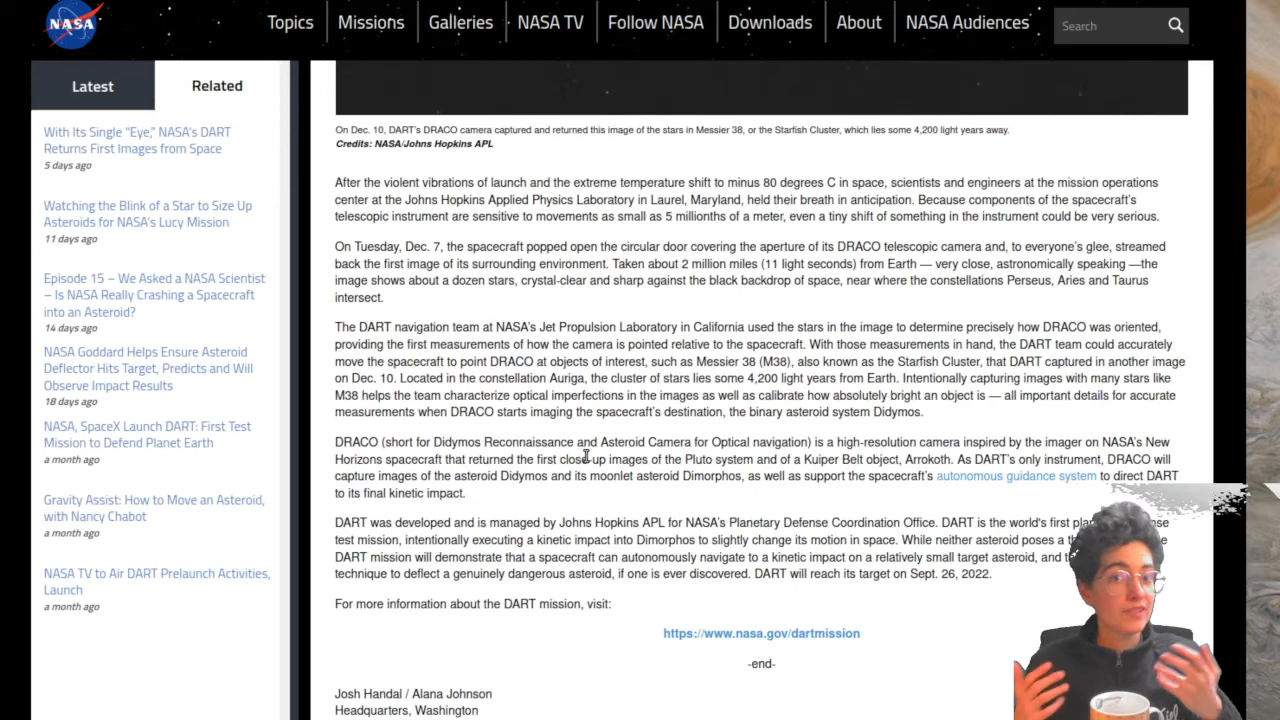 NASA
Topics
Missions
Galleries
NASA TV
Follow NASA
Downloads
About
NASA Audiences
Search
Latest
Related
With Its Single “Eye,” NASA’s DART
Returns First Images from Space
5 days ago
Watching the Blink of a Star to Size Up
Asteroids for NASA’s Lucy Mission
11 days ago
Episode 15 – We Asked a NASA Scientist
– Is NASA Really Crashing a Spacecraft
into an Asteroid?
14 days ago
NASA Goddard Helps Ensure Asteroid
Deflector Hits Target, Predicts and Will
Observe Impact Results
18 days ago
NASA, SpaceX Launch DART: First Test
Mission to Defend Planet Earth
a month ago
Gravity Assist: How to Move an Asteroid,
with Nancy Chabot
a month ago
NASA TV to Air DART Prelaunch Activities,
Launch
a month ago
On Dec. 10, DART’s DRACO camera captured and returned this image of the stars in Messier 38, or the Starfish Cluster, which lies some 4,200 light years away.
Credits: NASA/Johns Hopkins APL
After the violent vibrations of launch and the extreme temperature shift to minus 80 degrees C in space, scientists and engineers at the mission operations
center at the Johns Hopkins Applied Physics Laboratory in Laurel, Maryland, held their breath in anticipation. Because components of the spacecraft’s
telescopic instrument are sensitive to movements as small as 5 millionths of a meter, even a tiny shift of something in the instrument could be very serious.
On Tuesday, Dec. 7, the spacecraft popped open the circular door covering the aperture of its DRACO telescopic camera and, to everyone’s glee, streamed
back the first image of its surrounding environment. Taken about 2 million miles (11 light seconds) from Earth — very close, astronomically speaking —the
image shows about a dozen stars, crystal-clear and sharp against the black backdrop of space, near where the constellations Perseus, Aries and Taurus
intersect.
The DART navigation team at NASA’s Jet Propulsion Laboratory in California used the stars in the image to determine precisely how DRACO was oriented,
providing the first measurements of how the camera is pointed relative to the spacecraft. With those measurements in hand, the DART team could accurately
move the spacecraft to point DRACO at objects of interest, such as Messier 38 (M38), also known as the Starfish Cluster, that DART captured in another image
on Dec. 10. Located in the constellation Auriga, the cluster of stars lies some 4,200 light years from Earth. Intentionally capturing images with many stars like
M38 helps the team characterize optical imperfections in the images as well as calibrate how absolutely bright an object is — all important details for accurate
measurements when DRACO starts imaging the spacecraft’s destination, the binary asteroid system Didymos.
DRACO (short for Didymos Reconnaissance and Asteroid Camera for Optical navigation) is a high-resolution camera inspired by the imager on NASA’s New
Horizons spacecraft that returned the first close-up images of the Pluto system and of a Kuiper Belt object, Arrokoth. As DART’s only instrument, DRACO will
capture images of the asteroid Didymos and its moonlet asteroid Dimorphos, as well as support the spacecraft’s autonomous guidance system to direct DART
to its final kinetic impact.
DART was developed and is managed by Johns Hopkins APL for NASA’s Planetary Defense Coordination Office. DART is the world's first
test mission, intentionally executing a kinetic impact into Dimorphos to slightly change its motion in space. While neither asteroid poses a
DART mission will demonstrate that a spacecraft can autonomously navigate to a kinetic impact on a relatively small target asteroid, and
technique to deflect a genuinely dangerous asteroid, if one is ever discovered. DART will reach its target on Sept. 26, 2022.
For more information about the DART mission, visit:
https://www.nasa.gov/dartmission
-end-
Josh Handal / Alana Johnson
Headquarters, Washington